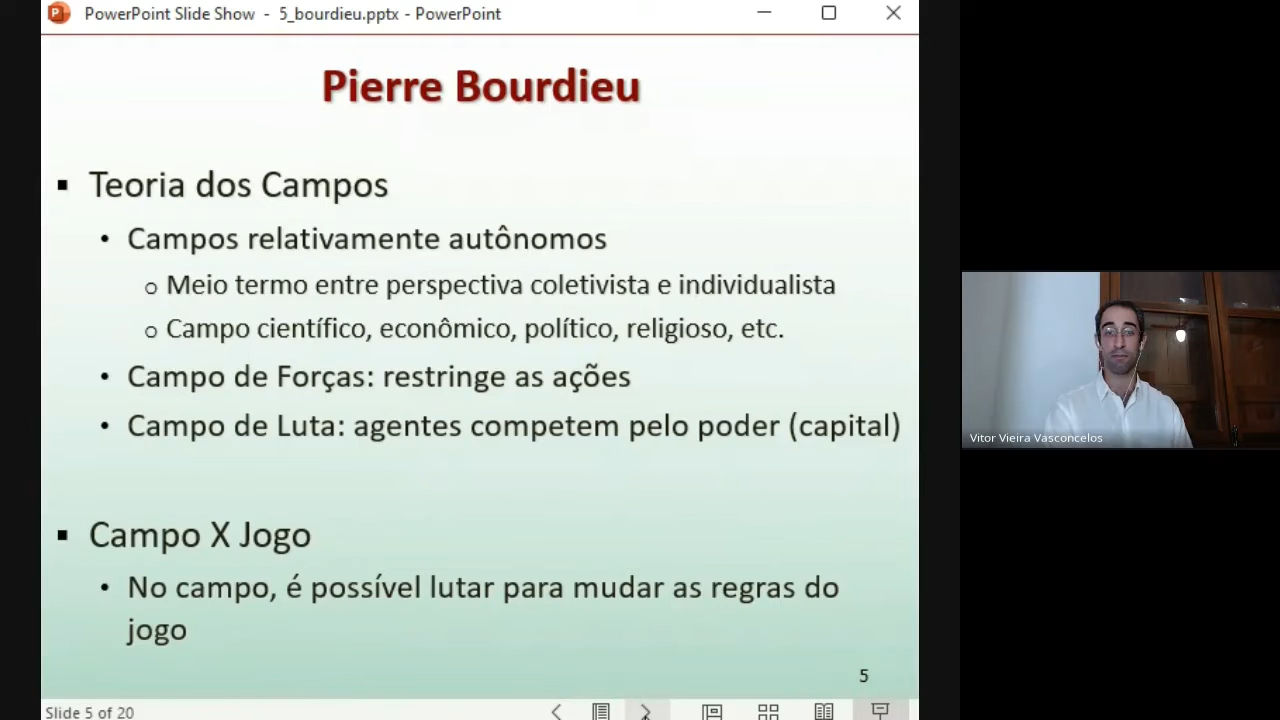 PowerPoint Slide Show - 5_bourdieu.pptx - PowerPoint
Pierre Bourdieu
▪ Teoria dos Campos
• Campos relativamente autônomos
o Meio termo entre perspectiva coletivista e individualista
o Campo científico, econômico, político, religioso, etc.
• Campo de Forças: restringe as ações
• Campo de Luta: agentes competem pelo poder (capital)
▪ Campo X Jogo
• No campo, é possível lutar para mudar as regras do
jogo
5
Slide 5 of 20
Vitor Vieira Vasconcelos